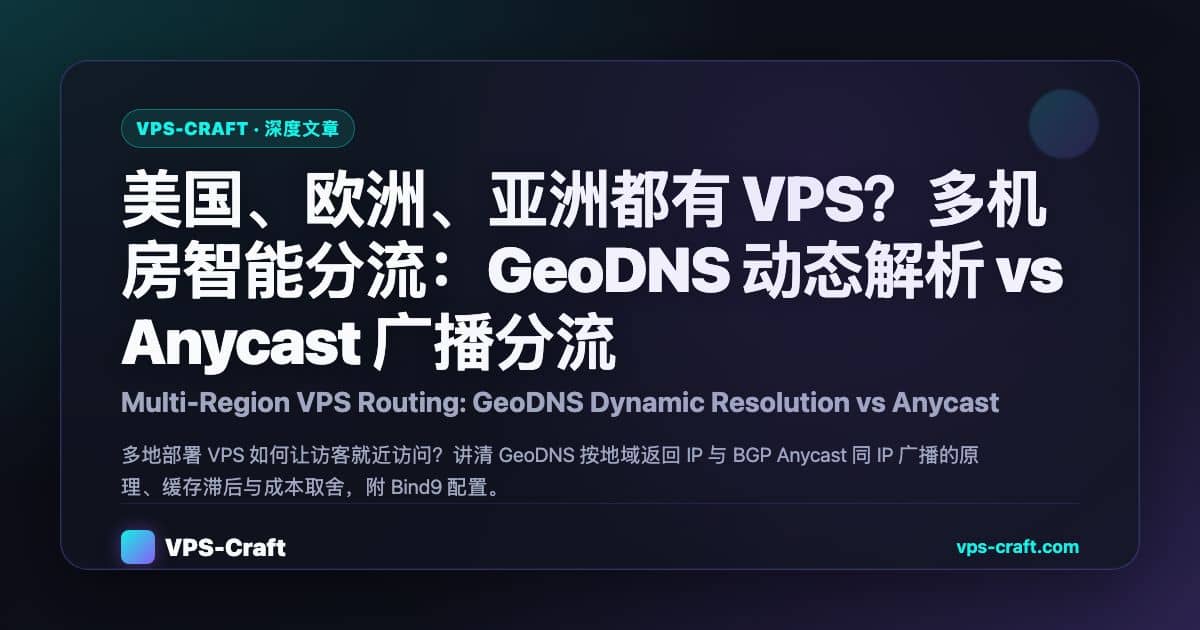 VPS-CRAFT · 深度文章
美国、欧洲、亚洲都有 VPS？多机
房智能分流：GeoDNS 动态解析 vs
Anycast 广播分流
Multi-Region VPS Routing: GeoDNS Dynamic Resolution vs Anycast
多地部署 VPS 如何让访客就近访问？讲清 GeoDNS 按地域返回 IP 与 BGP Anycast 同 IP 广播的原
理、缓存滞后与成本取舍，附 Bind9 配置。
VPS-Craft
vps-craft.com